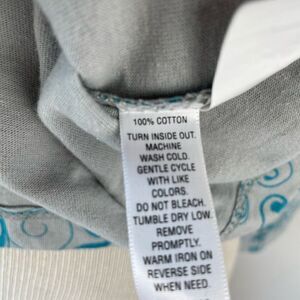 100% COTTON
TURN INSIDE OUT.
MACHINE
WASH COLD.
GENTLE CYCLE
WITH LIKE
COLORS.
DO NOT BLEACH.
TUMBLE DRY LOW.
REMOVE
PROMPTLY.
WARM IRON ON
REVERSE SIDE
WHEN NEED.